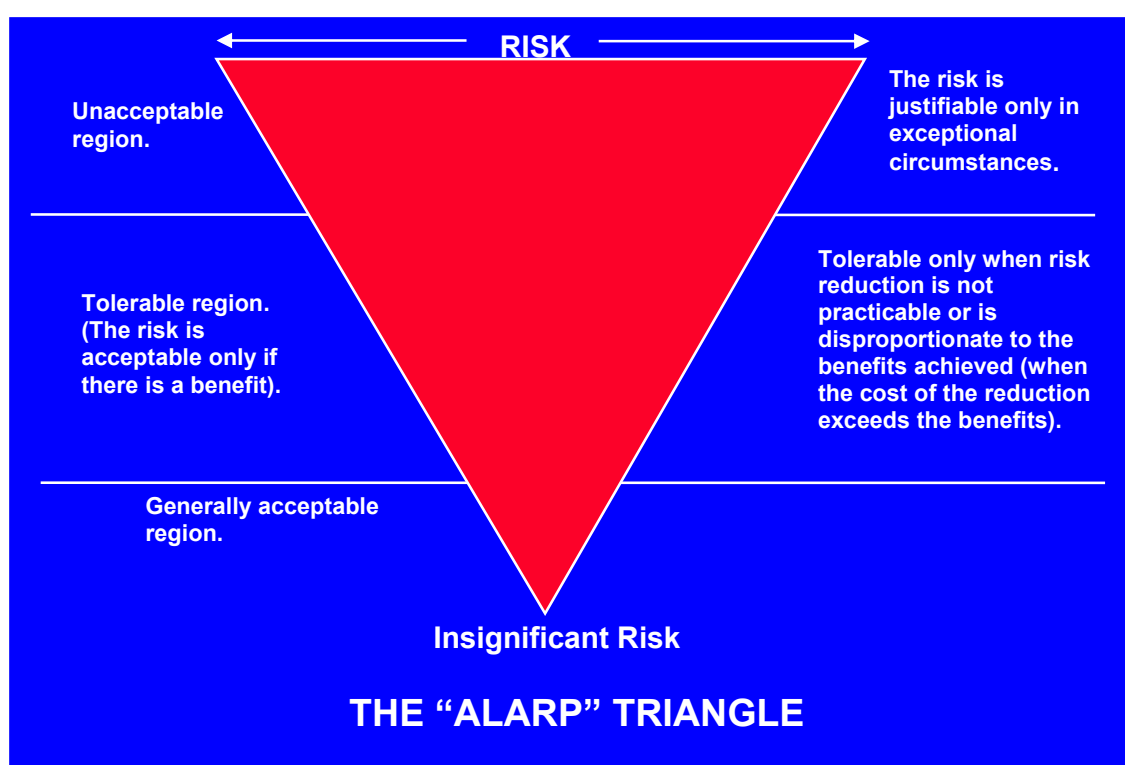 RISK
Unacceptable
region.
The risk is
justifiable only in
exceptional
circumstances.
Tolerable region.
(The risk is
acceptable only if
there is a benefit).
Tolerable only when risk
reduction is not
practicable or is
disproportionate to the
benefits achieved (when
the cost of the reduction
exceeds the benefits).
Generally acceptable
region.
Insignificant Risk
THE “ALARP” TRIANGLE